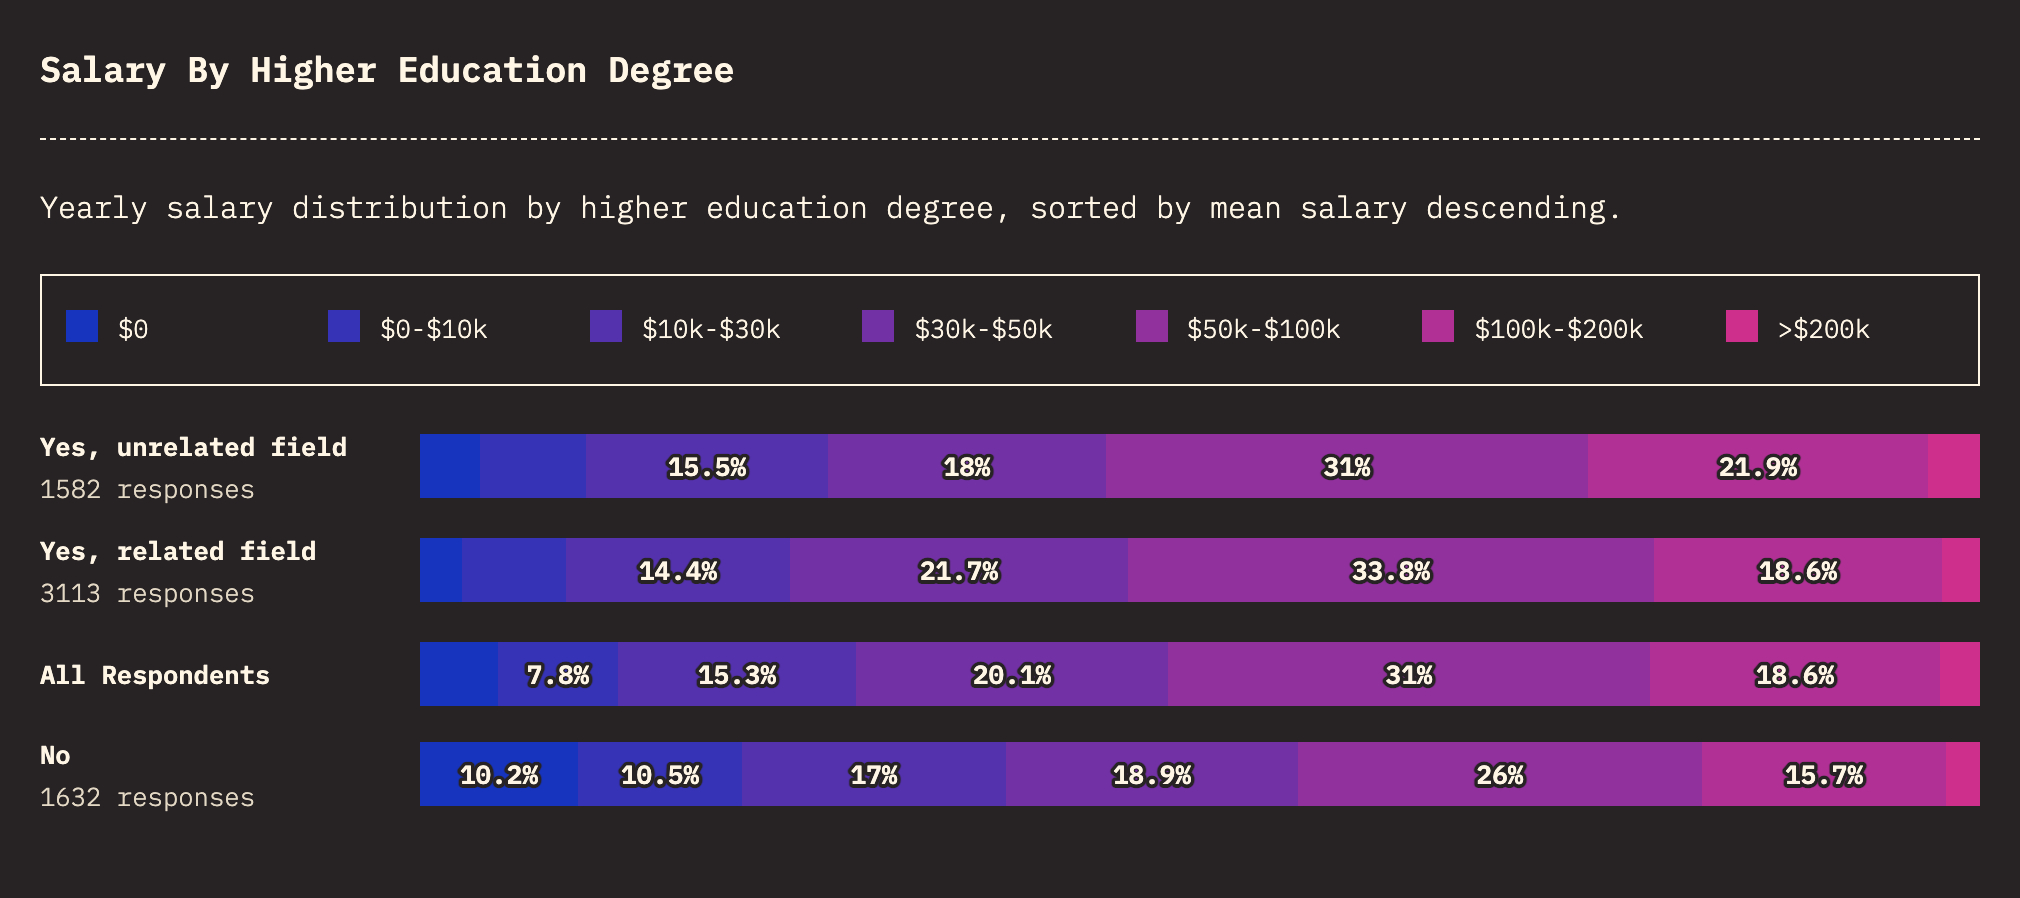 Salary By Higher Education Degree
Yearly salary distribution by higher education degree, sorted by mean salary descending.
$0 $0-$10k $10k-$30k $30k-$50k $50k-$100k $100k-$200k >$200k
Yes, unrelated field
1582 responses
15.5% 18% 31% 21.9%
Yes, related field
3113 responses
14.4% 21.7% 33.8% 18.6%
All Respondents
7.8% 15.3% 20.1% 31% 18.6%
No
1632 responses
10.2% 10.5% 17% 18.9% 26% 15.7%